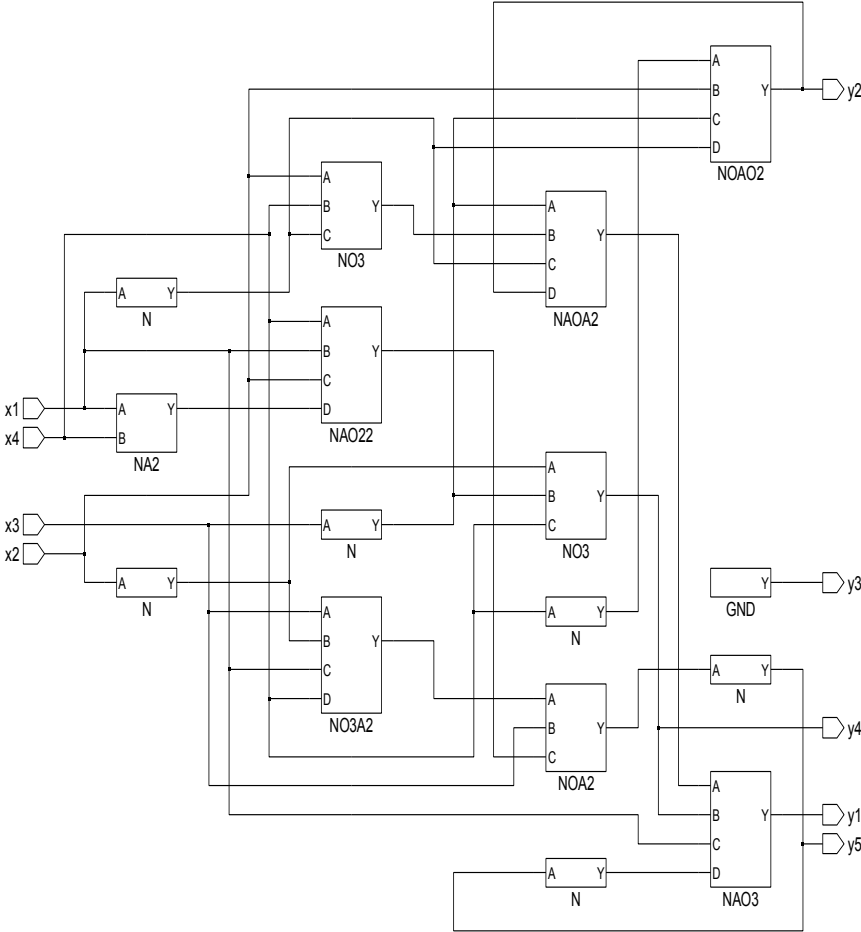 A
B Y y2
C
D
NOAO2
A
B Y
C
NO3
A
B Y
C
D
NAOA2
A Y
N
A
B Y
C
D
NAO22
x1 A Y
x4 B
NA2
A
B Y
C
NO3
x3 A Y
N
x2
A Y
N
Y y3
GND
A
B Y
C
D
NO3A2
A Y
N
A Y
N
A
B Y
C
NOA2
y4
A
B Y y1
C
D
NAO3
y5
A Y
N